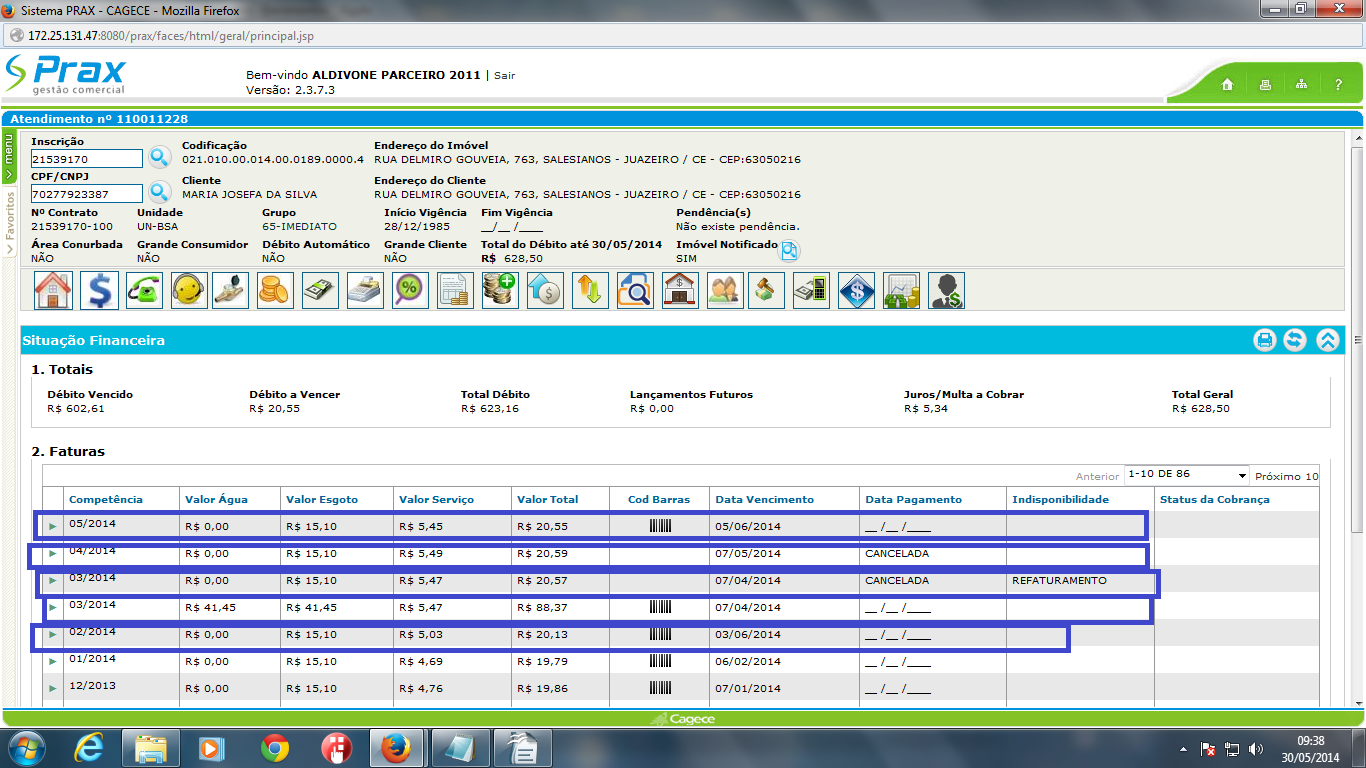 Sistema PRAX - CAGECE - Mozilla Firefox
172.25.131.47:8080/prax/faces/html/geral/principal.jsp
Prax
gestão comercial
Bem-vindo ALDIVONE PARCEIRO 2011 | Sair
Versão: 2.3.7.3
?
Atendimento nº 110011228
menu
Favoritos
Inscrição Codificação Endereço do Imóvel
21539170 021.010.00.014.00.0189.0000.4 RUA DELMIRO GOUVEIA, 763, SALESIANOS - JUAZEIRO / CE - CEP:63050216
CPF/CNPJ Cliente Endereço do Cliente
70277923387 MARIA JOSEFA DA SILVA RUA DELMIRO GOUVEIA, 763, SALESIANOS - JUAZEIRO / CE - CEP:63050216
Nº Contrato Unidade Grupo Início Vigência Fim Vigência Pendência(s)
21539170-100 UN-BSA 65-IMEDIATO 28/12/1985 __/__ /____ Não existe pendência.
Área Conurbada Grande Consumidor Débito Automático Grande Cliente Total do Débito até 30/05/2014 Imóvel Notificado
NÃO NÃO NÃO NÃO R$ 628,50 SIM
Situação Financeira
1. Totais
Débito Vencido Débito a Vencer Total Débito Lançamentos Futuros Juros/Multa a Cobrar Total Geral
R$ 602,61 R$ 20,55 R$ 623,16 R$ 0,00 R$ 5,34 R$ 628,50
2. Faturas
Anterior 1-10 DE 86 Próximo 10
Competência Valor Água Valor Esgoto Valor Serviço Valor Total Cod Barras Data Vencimento Data Pagamento Indisponibilidade Status da Cobrança
05/2014 R$ 0,00 R$ 15,10 R$ 5,45 R$ 20,55 05/06/2014 __ /__ /____
04/2014 R$ 0,00 R$ 15,10 R$ 5,49 R$ 20,59 07/05/2014 CANCELADA
03/2014 R$ 0,00 R$ 15,10 R$ 5,47 R$ 20,57 07/04/2014 CANCELADA REFATURAMENTO
03/2014 R$ 41,45 R$ 41,45 R$ 5,47 R$ 88,37 07/04/2014 __ /__ /____
02/2014 R$ 0,00 R$ 15,10 R$ 5,03 R$ 20,13 03/06/2014 __ /__ /____
01/2014 R$ 0,00 R$ 15,10 R$ 4,69 R$ 19,79 06/02/2014 __ /__ /____
12/2013 R$ 0,00 R$ 15,10 R$ 4,76 R$ 19,86 07/01/2014 __ /__ /____
Cagece
09:38
30/05/2014